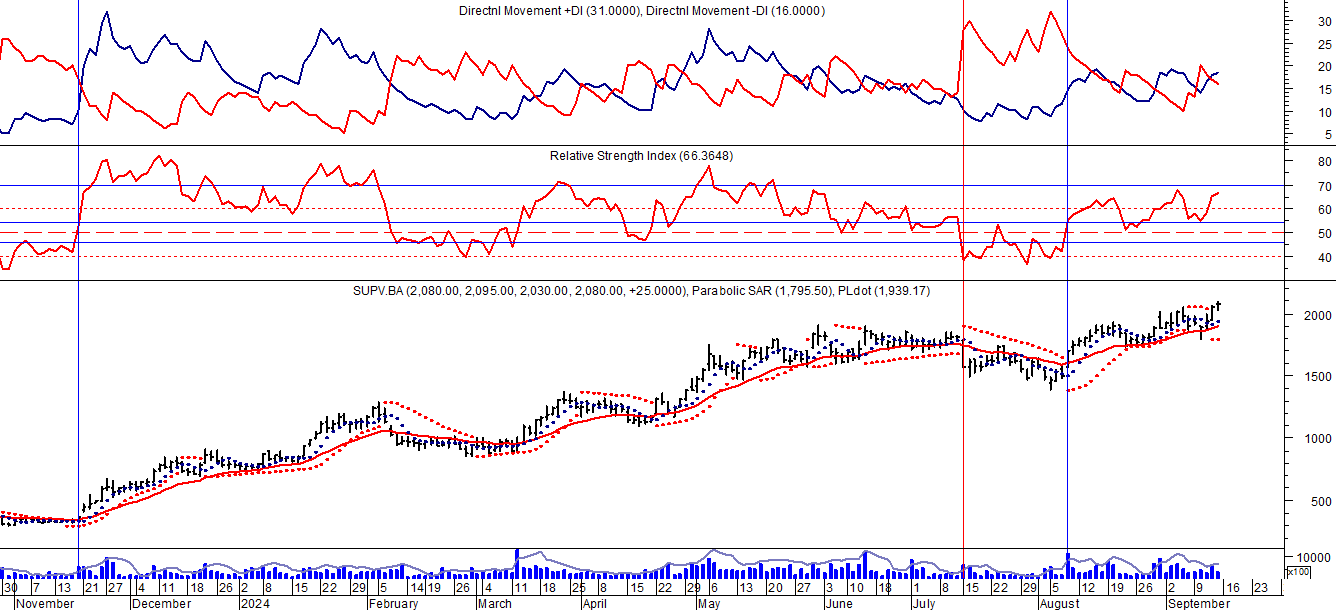 Directnl Movement +DI (31.0000), Directnl Movement -DI (16.0000)
30
25
20
15
10
5
Relative Strength Index (66.3648)
80
70
60
50
40
SUPV.BA (2,080.00, 2,095.00, 2,030.00, 2,080.00, +25.0000), Parabolic SAR (1,795.50), PLdot (1,939.17)
2000
1500
1000
500
10000
x100
30 7 13 21 27 4 11 18 26 2 8 15 22 29 5 14 19 26 4 11 18 25 8 15 22 29 6 13 20 27 3 10 18 1 8 15 22 29 5 12 19 26 2 9 16 23
November December 2024 February March April May June July August September